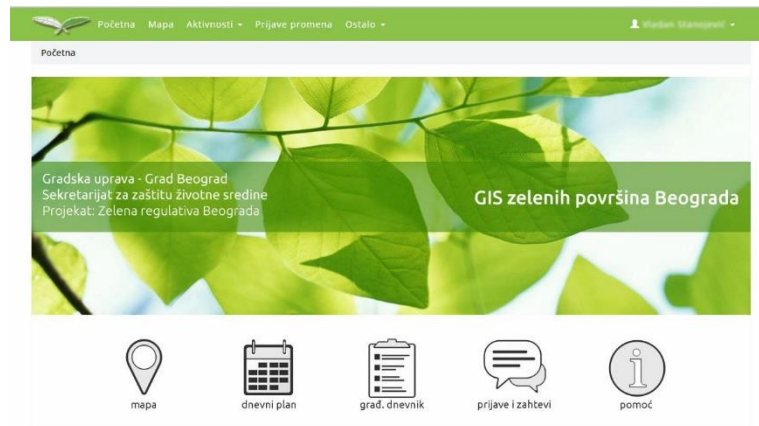 Početna Mapa Aktivnosti Prijave promena Ostalo
Početna
Gradska uprava - Grad Beograd
Sekretarijat za zaštitu životne sredine
Projekat: Zelena regulativa Beograda
GIS zelenih površina Beograda
mapa dnevni plan građ. dnevnik prijave i zahtevi pomoć